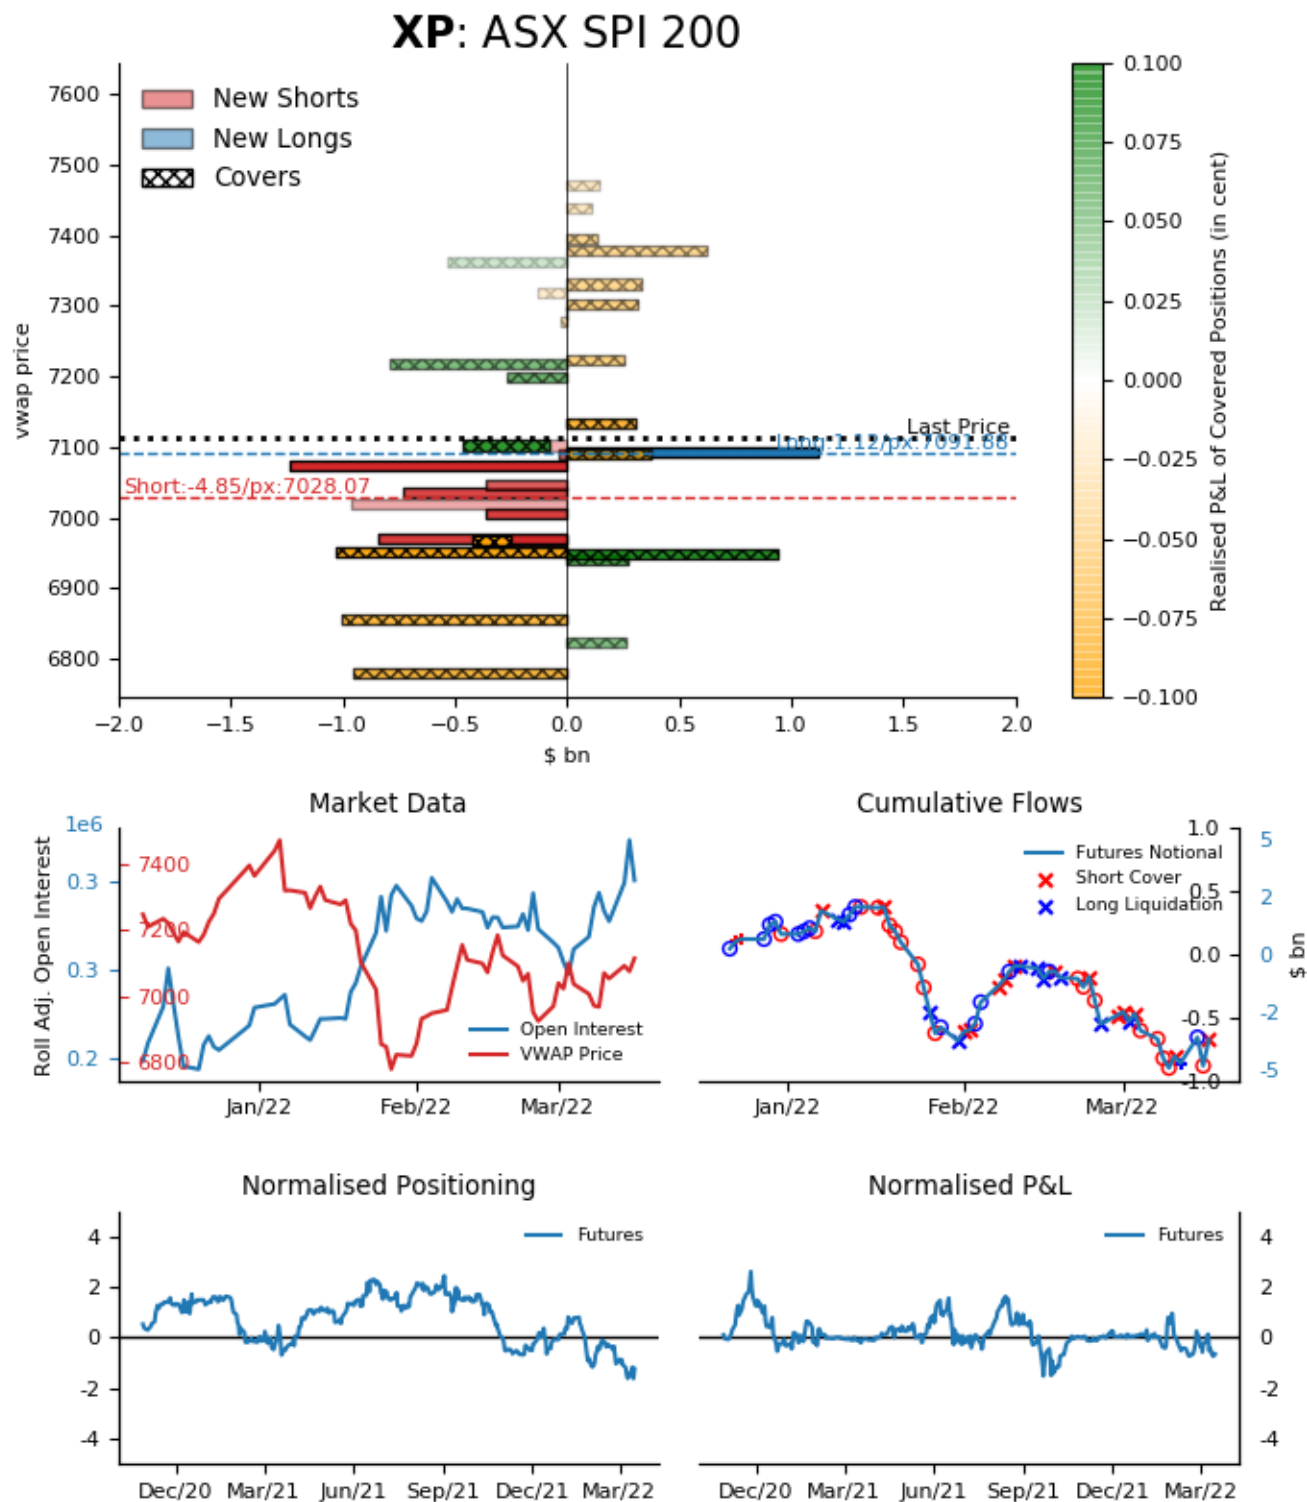 XP: ASX SPI 200
New Shorts
New Longs
Covers
7600
7500
7400
7300
7200
7100
7000
6900
6800
vwap price
Last Price
Long:1.12/px:7091.88
Short:-4.85/px:7028.07
−2.0 −1.5 −1.0 −0.5 0.0 0.5 1.0 1.5 2.0
$ bn
0.100
0.075
0.050
0.025
0.000
−0.025
−0.050
−0.075
−0.100
Realised P&L of Covered Positions (in cent)
Market Data
1e6
0.3
0.3
0.2
Roll Adj. Open Interest
7400
7200
7000
6800
Open Interest
VWAP Price
Jan/22 Feb/22 Mar/22
Cumulative Flows
Futures Notional
Short Cover
Long Liquidation
1.0
0.5
0.0
-0.5
-1.0
5
2
0
-2
-5
$ bn
Jan/22 Feb/22 Mar/22
Normalised Positioning
Futures
4
2
0
-2
-4
Dec/20 Mar/21 Jun/21 Sep/21 Dec/21 Mar/22
Normalised P&L
Futures
4
2
0
-2
-4
Dec/20 Mar/21 Jun/21 Sep/21 Dec/21 Mar/22